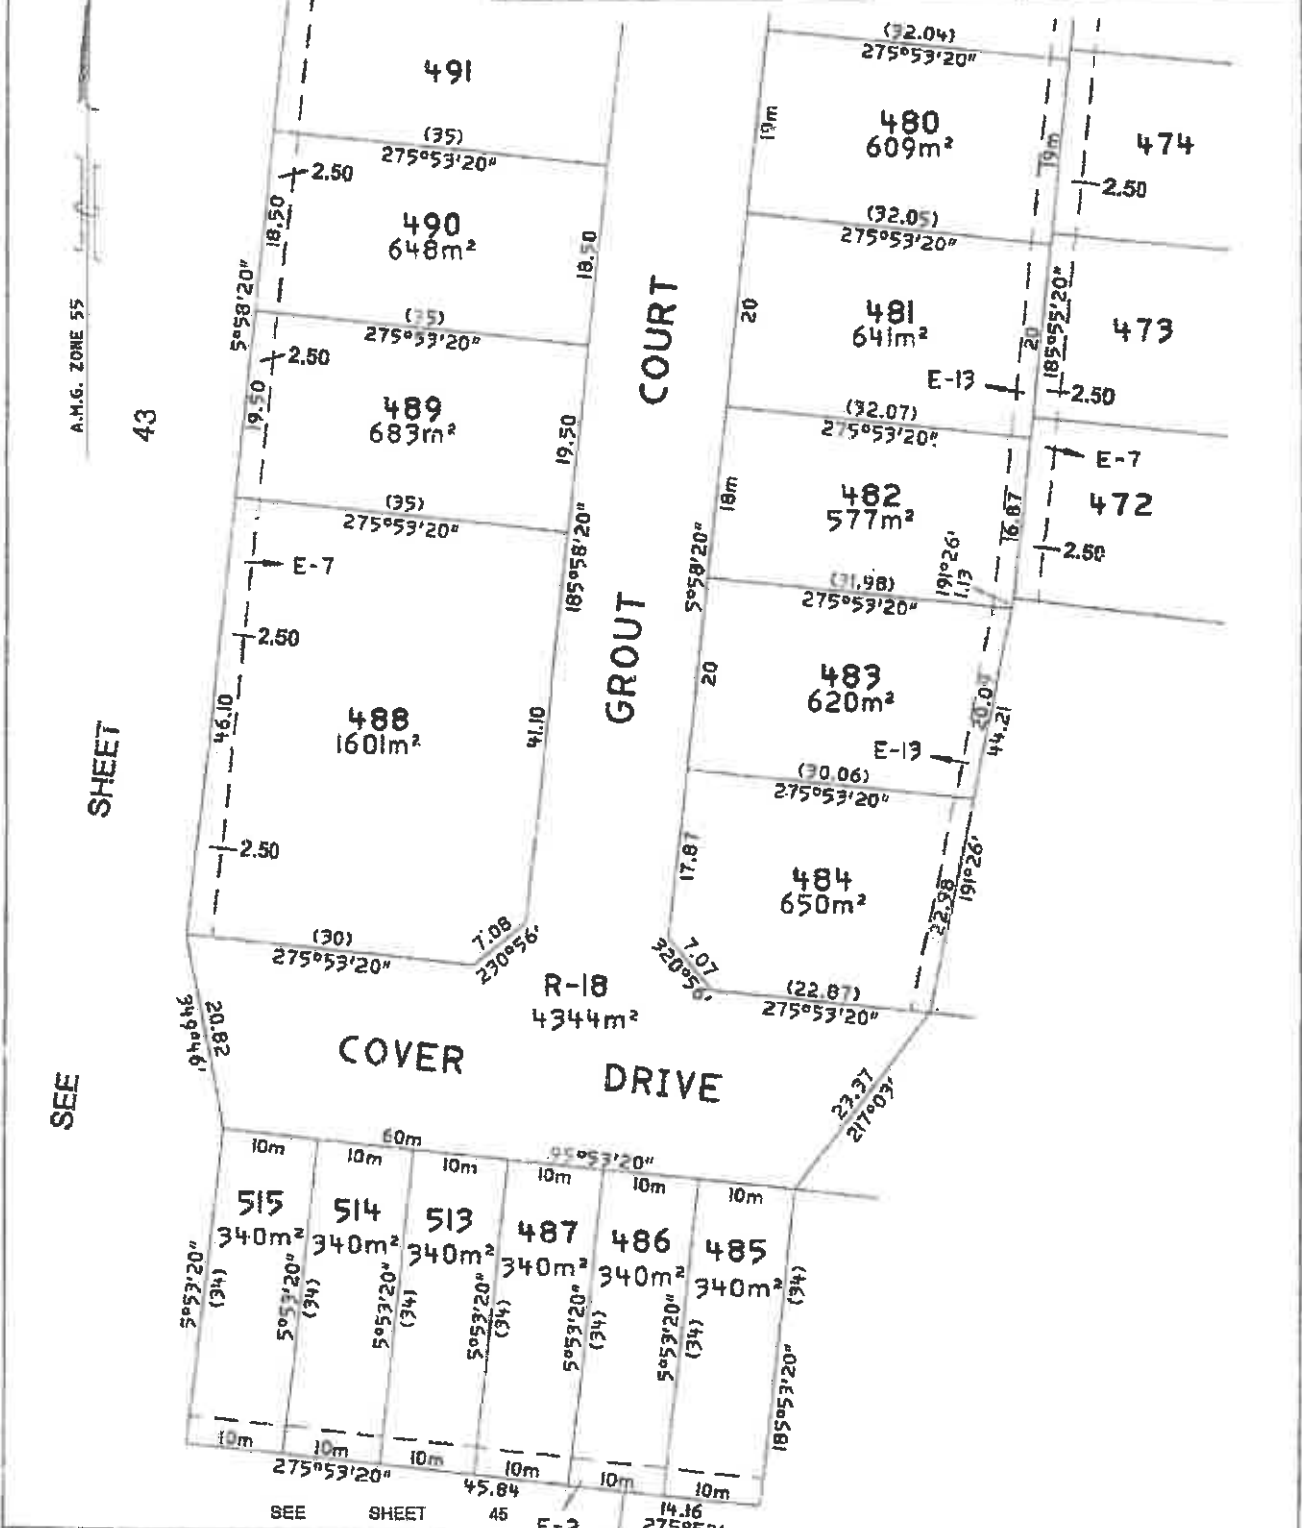 (32.04)
275°53'20"
491
19m
480
609m²
19m
474
(35)
275°53'20"
2.50
2.50
18.50
490
648m²
18.50
(32.05)
275°53'20"
5°58'20"
(35)
275°53'20"
COURT
20
481
641m²
20
185°55'20"
473
A.M.G. ZONE 55
2.50
E-13
2.50
43
19.50
489
683m²
19.50
(32.07)
275°53'20"
E-7
(35)
275°53'20"
18m
482
577m²
16.87
472
2.50
E-7
185°58'20"
5°58'20"
(31.98)
275°53'20"
191°26'
1.13
2.50
GROUT
20
483
620m²
20.09
44.21
46.10
488
1601m²
41.10
E-13
SHEET
(30.06)
275°53'20"
2.50
17.87
484
650m²
22.98
191°26'
(30)
275°53'20"
7.08
230°56'
7.07
320°56'
R-18
4344m²
(22.87)
275°53'20"
20.82
349°46'
COVER DRIVE
SEE
23.37
217°03'
60m
95°53'20"
10m
10m
10m
10m
10m
10m
515
340m²
514
340m²
513
340m²
487
340m²
486
340m²
485
340m²
5°53'20"
(34)
5°53'20"
(34)
5°53'20"
(34)
5°53'20"
(34)
5°53'20"
(34)
5°53'20"
(34)
(34)
185°53'20"
10m
10m
10m
10m
10m
10m
275°53'20"
45.84
14.16
SEE SHEET 45